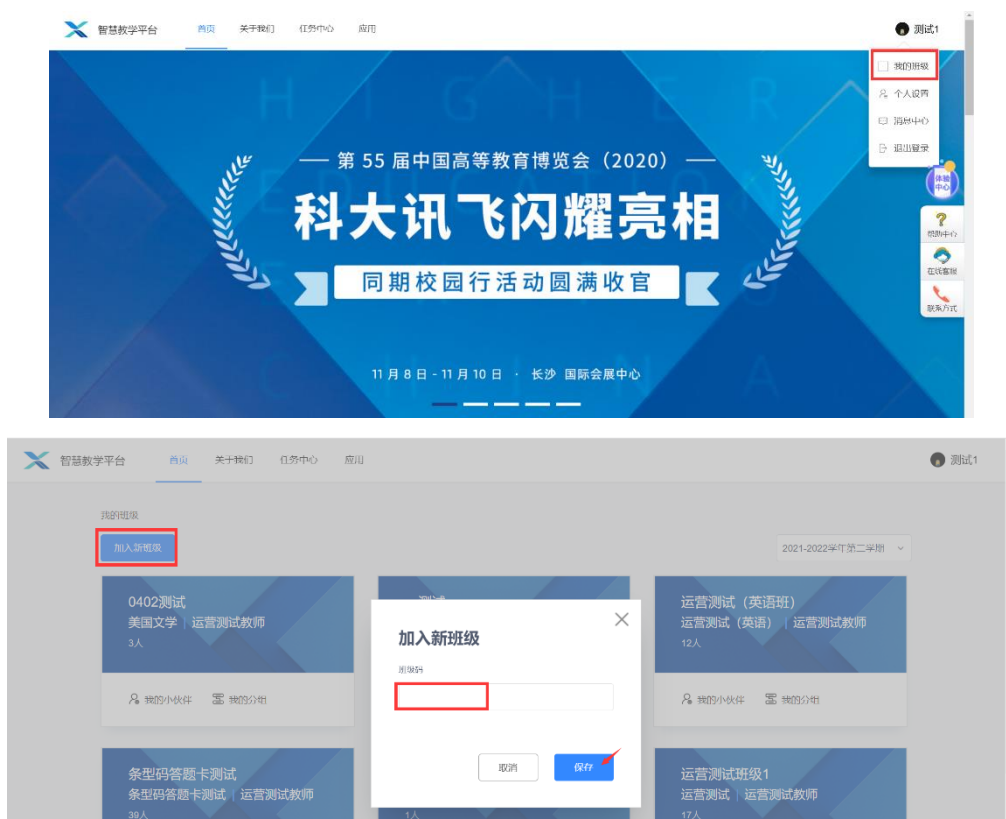 智慧教学平台 首页 关于我们 任务中心 应用 测试1
我的班级
个人设置
消息中心
退出登录
HIGHER
第 55 届中国高等教育博览会（2020）
科大讯飞闪耀亮相
同期校园行活动圆满收官
11 月 8 日 - 11 月 10 日 · 长沙 国际会展中心
体验
中心
帮助中心
在线客服
联系方式
智慧教学平台 首页 关于我们 任务中心 应用 测试1
我的班级
加入新班级 2021-2022学年第二学期
0402测试
美国文学 | 运营测试教师
3人
我的小伙伴 我的分组
测试
运营测试（英语班）
运营测试（英语） | 运营测试教师
12人
我的小伙伴 我的分组
加入新班级
班级码
取消 保存
条型码答题卡测试
条型码答题卡测试 | 运营测试教师
39人
1人
运营测试班级1
运营测试 | 运营测试教师
17人